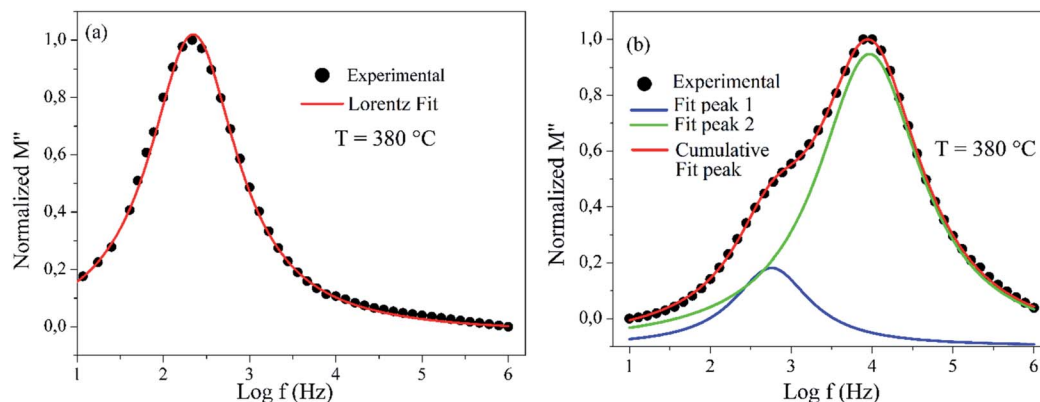 (a)
Experimental
Lorentz Fit
T = 380 °C
Normalized M"
1,0
0,8
0,6
0,4
0,2
0,0
1 2 3 4 5 6
Log f (Hz)
(b)
Experimental
Fit peak 1
Fit peak 2
Cumulative
Fit peak
T = 380 °C
Normalized M"
1,0
0,8
0,6
0,4
0,2
0,0
1 2 3 4 5 6
Log f (Hz)